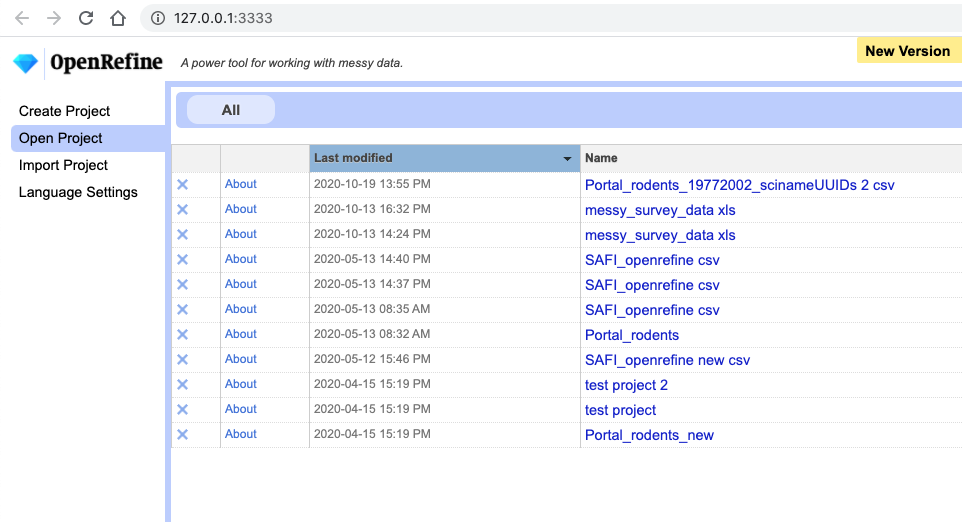 127.0.0.1:3333
OpenRefine A power tool for working with messy data. New Version
Create Project
Open Project
Import Project
Language Settings
All
Last modified Name
About 2020-10-19 13:55 PM Portal_rodents_19772002_scinameUUIDs 2 csv
About 2020-10-13 16:32 PM messy_survey_data xls
About 2020-10-13 14:24 PM messy_survey_data xls
About 2020-05-13 14:40 PM SAFI_openrefine csv
About 2020-05-13 14:37 PM SAFI_openrefine csv
About 2020-05-13 08:35 AM SAFI_openrefine csv
About 2020-05-13 08:32 AM Portal_rodents
About 2020-05-12 15:46 PM SAFI_openrefine new csv
About 2020-04-15 15:19 PM test project 2
About 2020-04-15 15:19 PM test project
About 2020-04-15 15:19 PM Portal_rodents_new